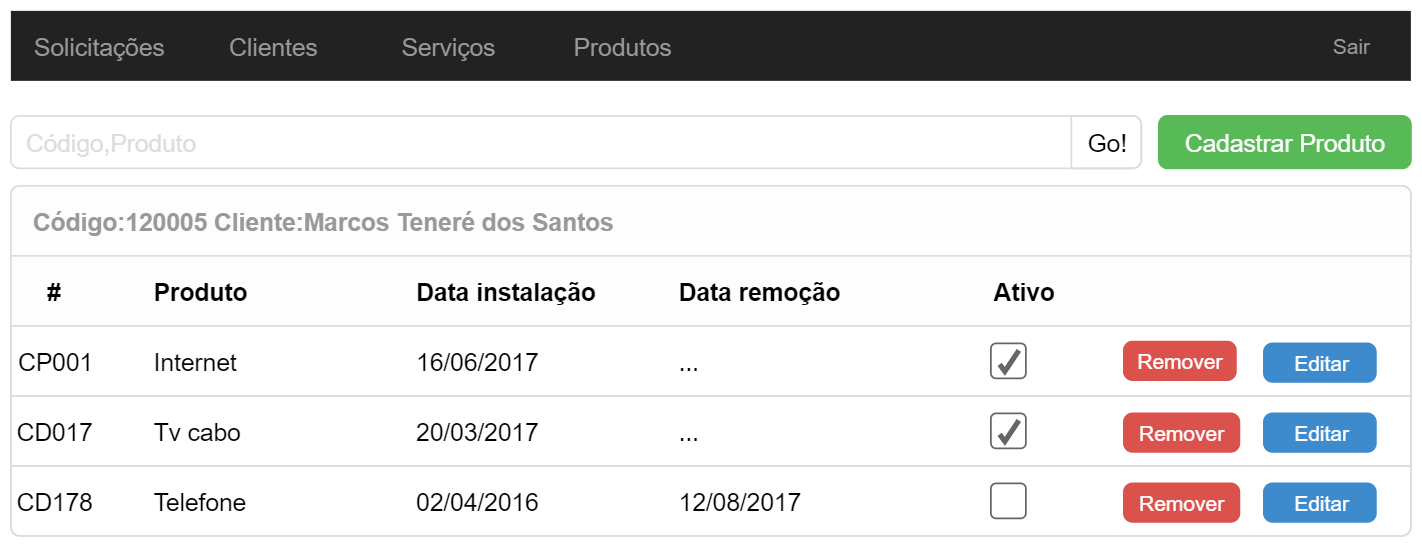 Solicitações Clientes Serviços Produtos Sair
Código,Produto Go! Cadastrar Produto
Código:120005 Cliente:Marcos Teneré dos Santos
# Produto Data instalação Data remoção Ativo
CP001 Internet 16/06/2017 ... Remover Editar
CD017 Tv cabo 20/03/2017 ... Remover Editar
CD178 Telefone 02/04/2016 12/08/2017 Remover Editar